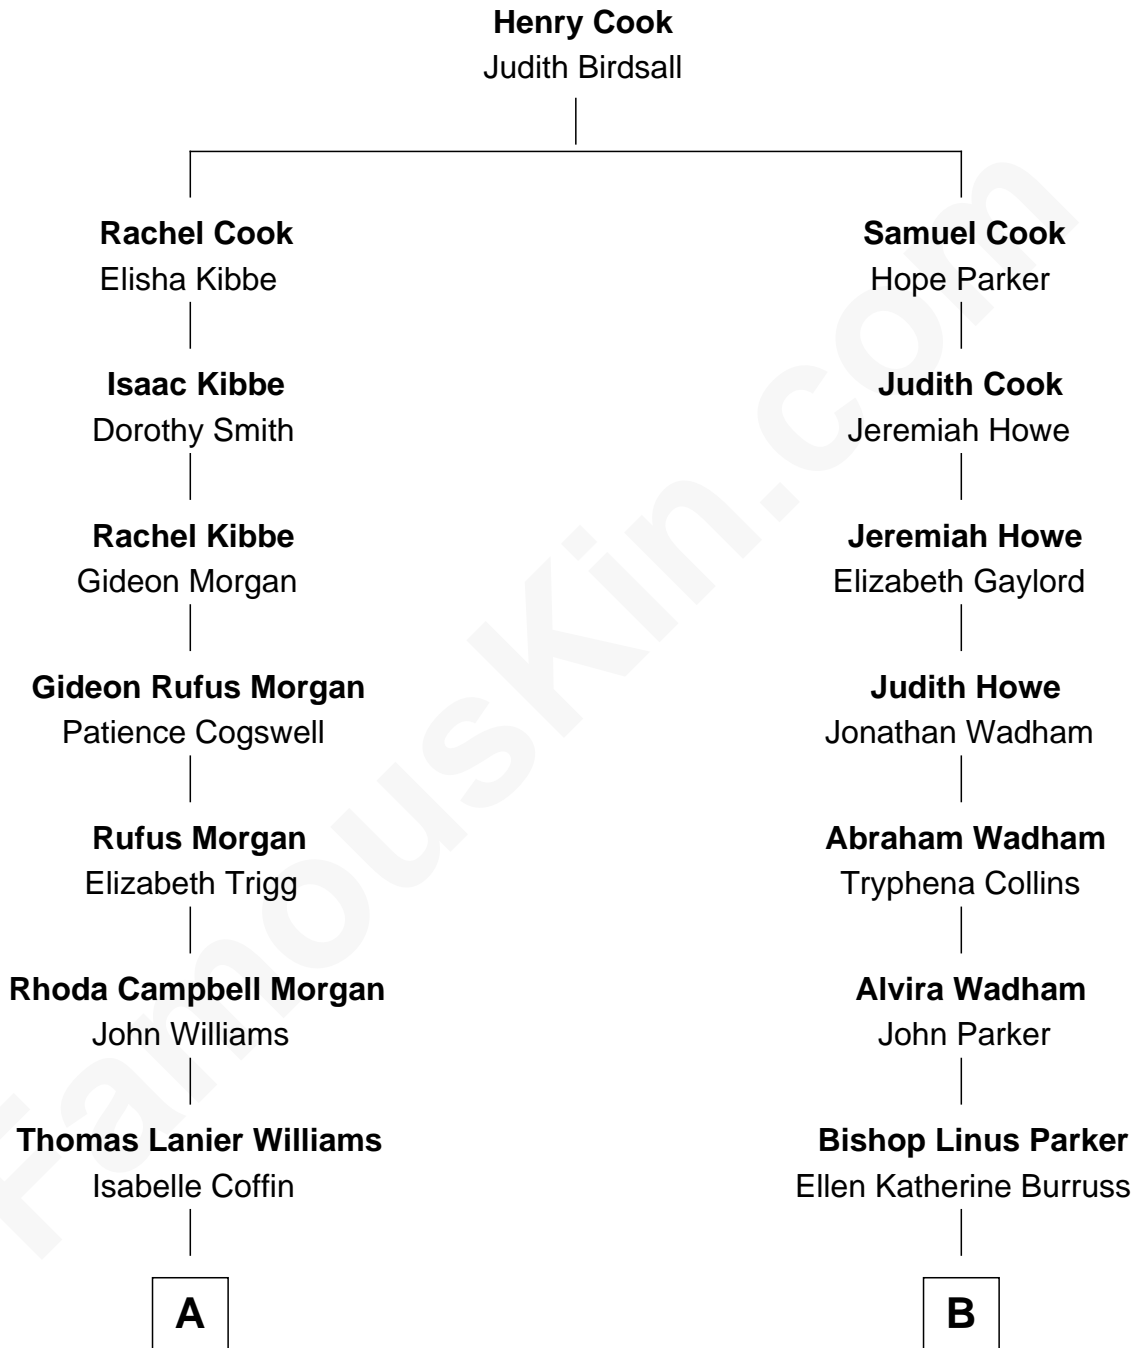 Henry Cook
Judith Birdsall
Rachel Cook
Elisha Kibbe
Samuel Cook
Hope Parker
Isaac Kibbe
Dorothy Smith
Judith Cook
Jeremiah Howe
Rachel Kibbe
Gideon Morgan
Jeremiah Howe
Elizabeth Gaylord
Gideon Rufus Morgan
Patience Cogswell
Judith Howe
Jonathan Wadham
Rufus Morgan
Elizabeth Trigg
Abraham Wadham
Tryphena Collins
Rhoda Campbell Morgan
John Williams
Alvira Wadham
John Parker
Thomas Lanier Williams
Isabelle Coffin
Bishop Linus Parker
Ellen Katherine Burruss
A
B
FamousKin.com